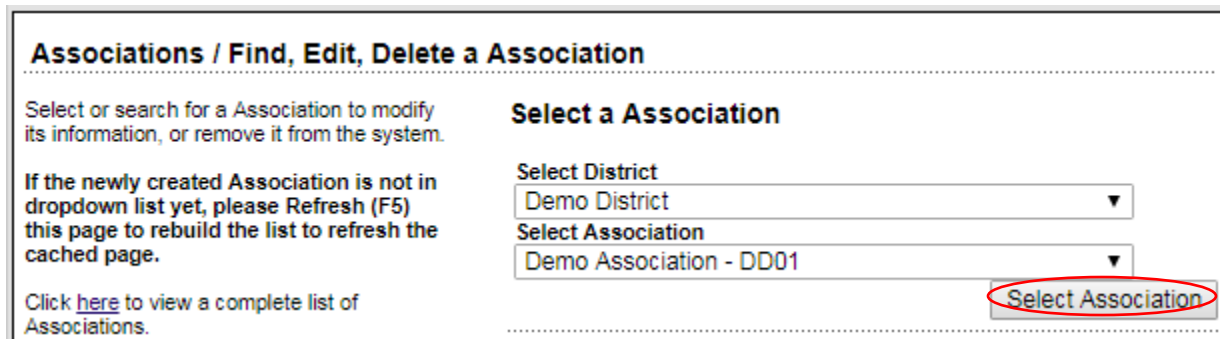 Associations / Find, Edit, Delete a Association
Select or search for a Association to modify
its information, or remove it from the system.
If the newly created Association is not in
dropdown list yet, please Refresh (F5)
this page to rebuild the list to refresh the
cached page.
Click here to view a complete list of
Associations.
Select a Association
Select District
Demo District
Select Association
Demo Association - DD01
Select Association